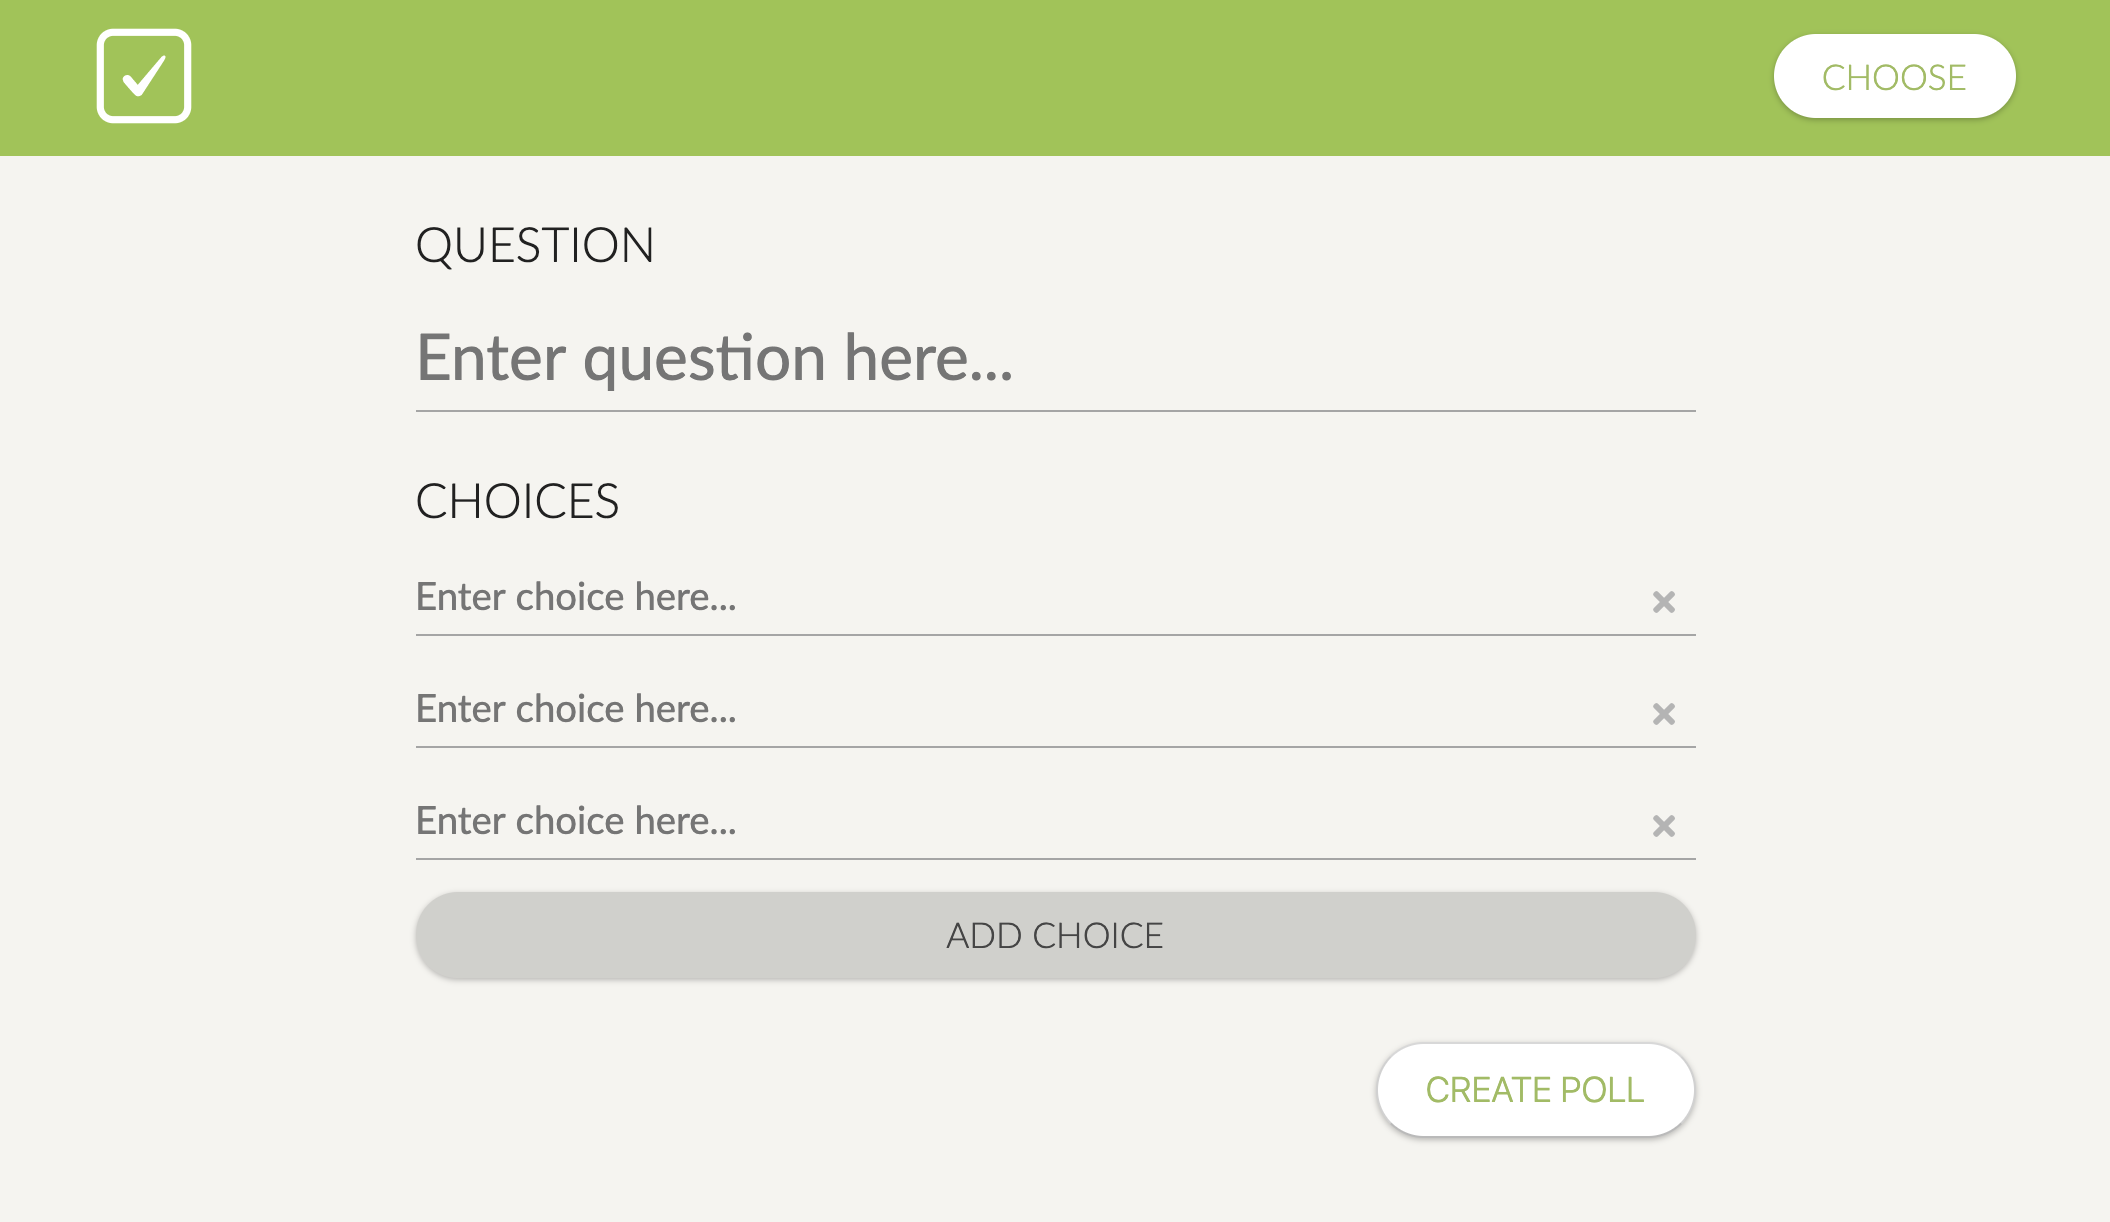 CHOOSE
QUESTION
Enter question here...
CHOICES
Enter choice here...
Enter choice here...
Enter choice here...
ADD CHOICE
CREATE POLL